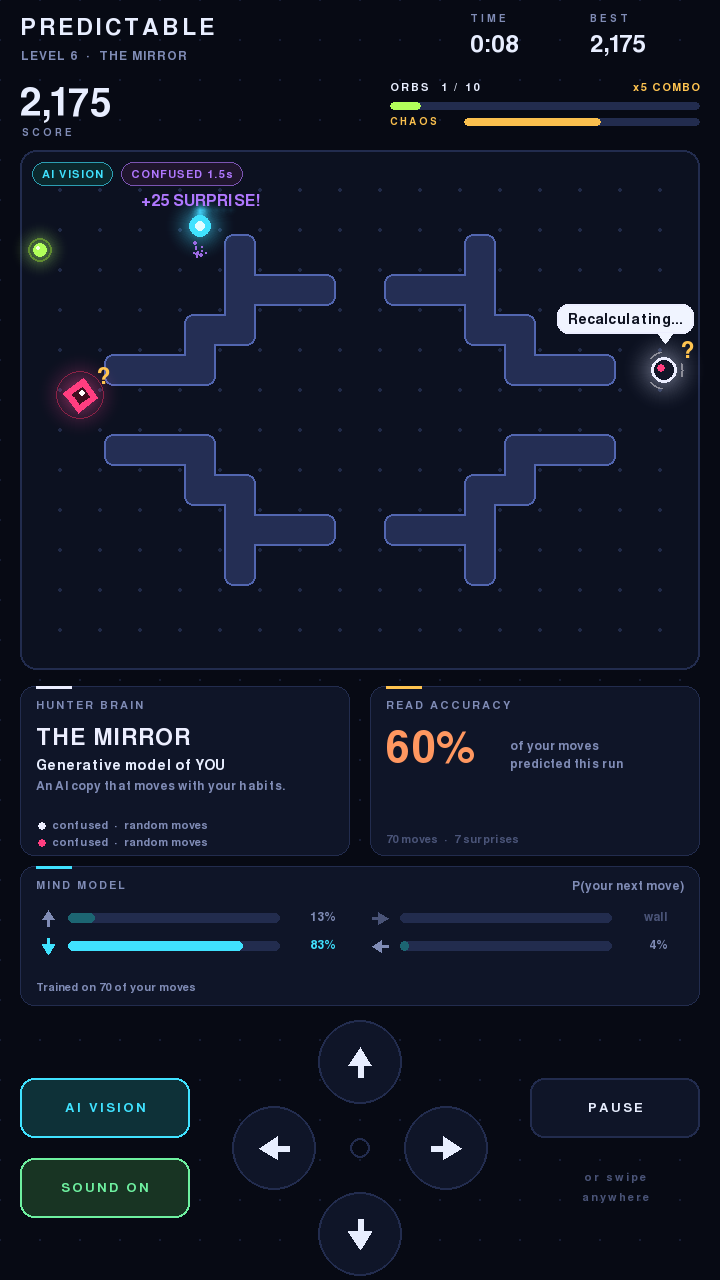 PREDICTABLE
LEVEL 6 · THE MIRROR
TIME
0:08
BEST
2,175
2,175
SCORE
ORBS 1 / 10
x5 COMBO
CHAOS
AI VISION
CONFUSED 1.5s
+25 SURPRISE!
Recalculating...
?
?
HUNTER BRAIN
THE MIRROR
Generative model of YOU
An AI copy that moves with your habits.
confused · random moves
confused · random moves
READ ACCURACY
60%
of your moves
predicted this run
70 moves · 7 surprises
MIND MODEL
P(your next move)
13%
wall
83%
4%
Trained on 70 of your moves
AI VISION
SOUND ON
PAUSE
or swipe
anywhere